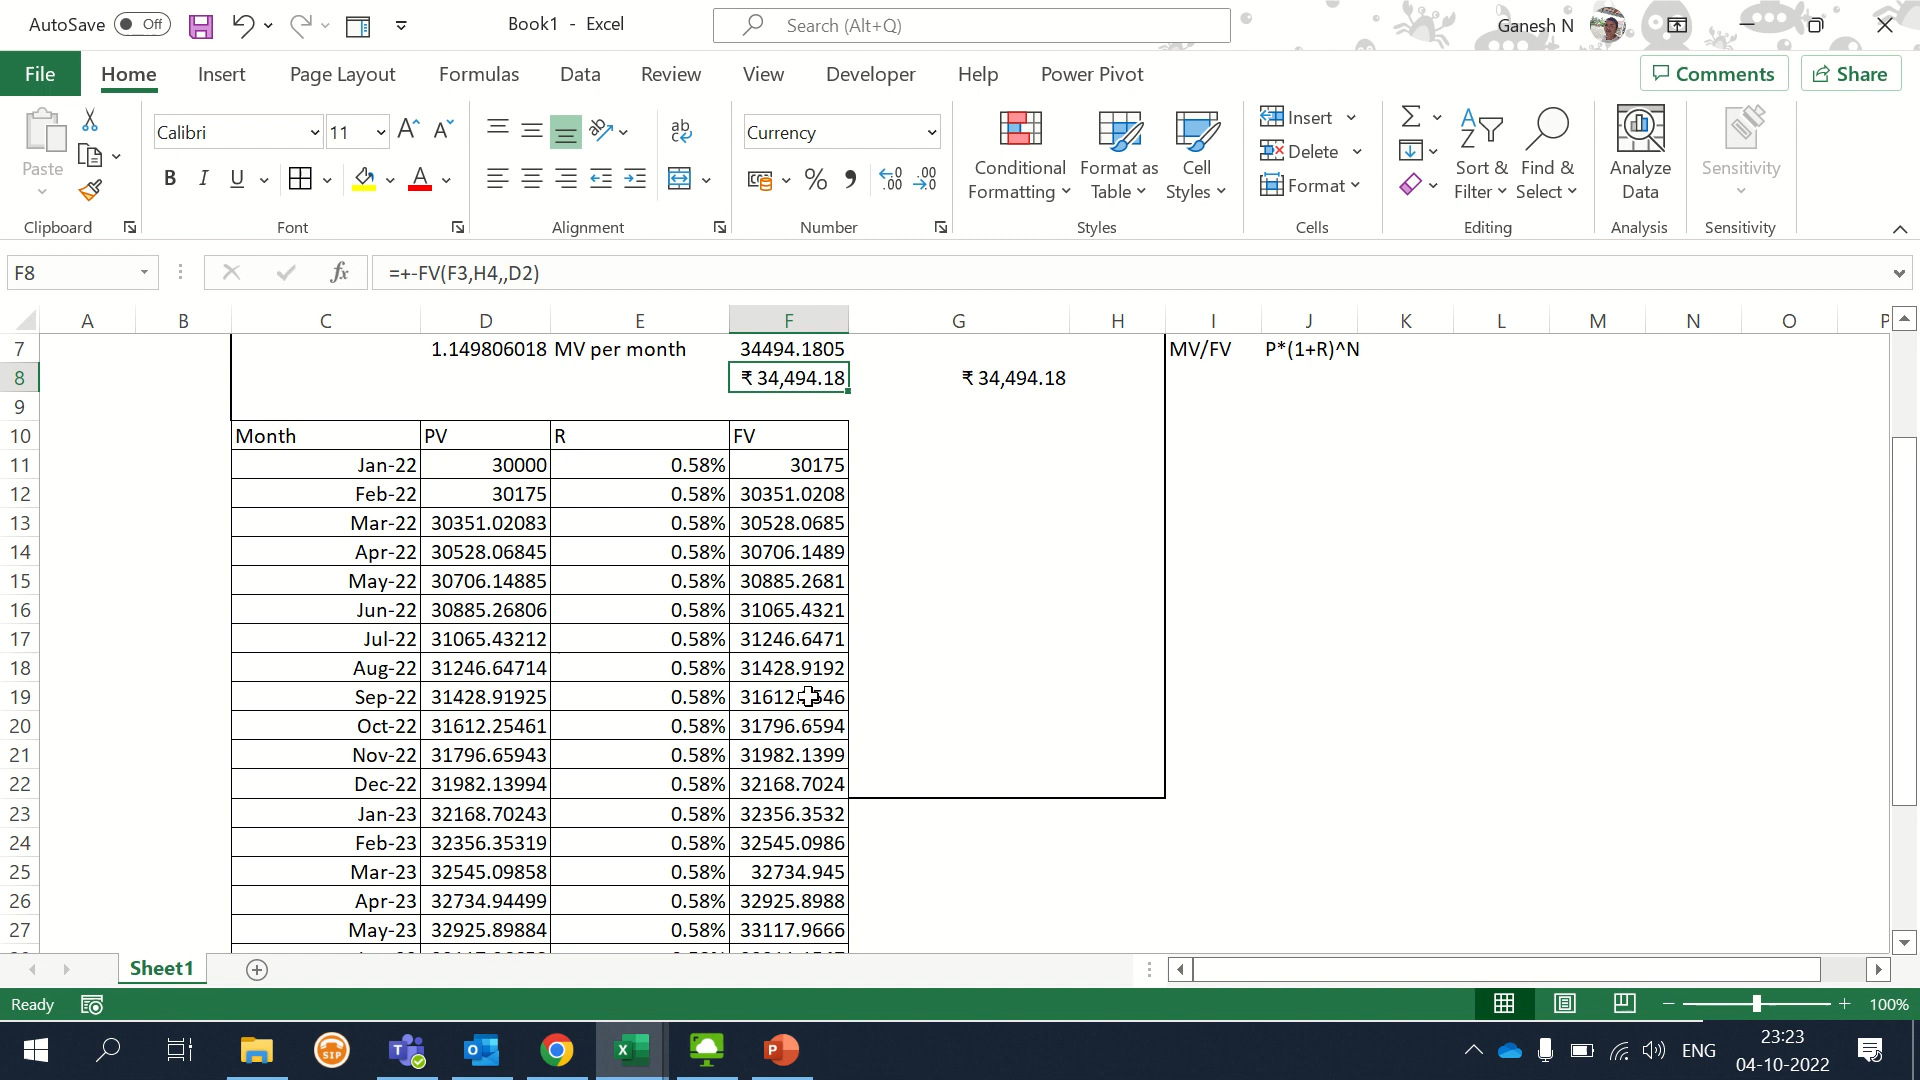 AutoSave Off Book1 - Excel Search (Alt+Q) Ganesh N
File Home Insert Page Layout Formulas Data Review View Developer Help Power Pivot Comments Share
Paste
Clipboard
Calibri 11
B I U A
Font
ab
Alignment
Currency
% , .00
Number
Conditional Formatting
Format as Table
Cell Styles
Styles
Insert
Delete
Format
Cells
Sort & Filter
Find & Select
Editing
Analyze Data
Analysis
Sensitivity
Sensitivity
F8 fx =+-FV(F3,H4,,D2)
A B C D E F G H I J K L M N O P
7 1.149806018 MV per month 34494.1805 MV/FV P*(1+R)^N
8 ₹ 34,494.18 ₹ 34,494.18
9
10 Month PV R FV
11 Jan-22 30000 0.58% 30175
12 Feb-22 30175 0.58% 30351.0208
13 Mar-22 30351.02083 0.58% 30528.0685
14 Apr-22 30528.06845 0.58% 30706.1489
15 May-22 30706.14885 0.58% 30885.2681
16 Jun-22 30885.26806 0.58% 31065.4321
17 Jul-22 31065.43212 0.58% 31246.6471
18 Aug-22 31246.64714 0.58% 31428.9192
19 Sep-22 31428.91925 0.58%
20 Oct-22 31612.25461 0.58% 31796.6594
21 Nov-22 31796.65943 0.58% 31982.1399
22 Dec-22 31982.13994 0.58% 32168.7024
23 Jan-23 32168.70243 0.58% 32356.3532
24 Feb-23 32356.35319 0.58% 32545.0986
25 Mar-23 32545.09858 0.58% 32734.945
26 Apr-23 32734.94499 0.58% 32925.8988
27 May-23 32925.89884 0.58% 33117.9666
Sheet1
Ready 100%
SIP ENG 23:23
04-10-2022